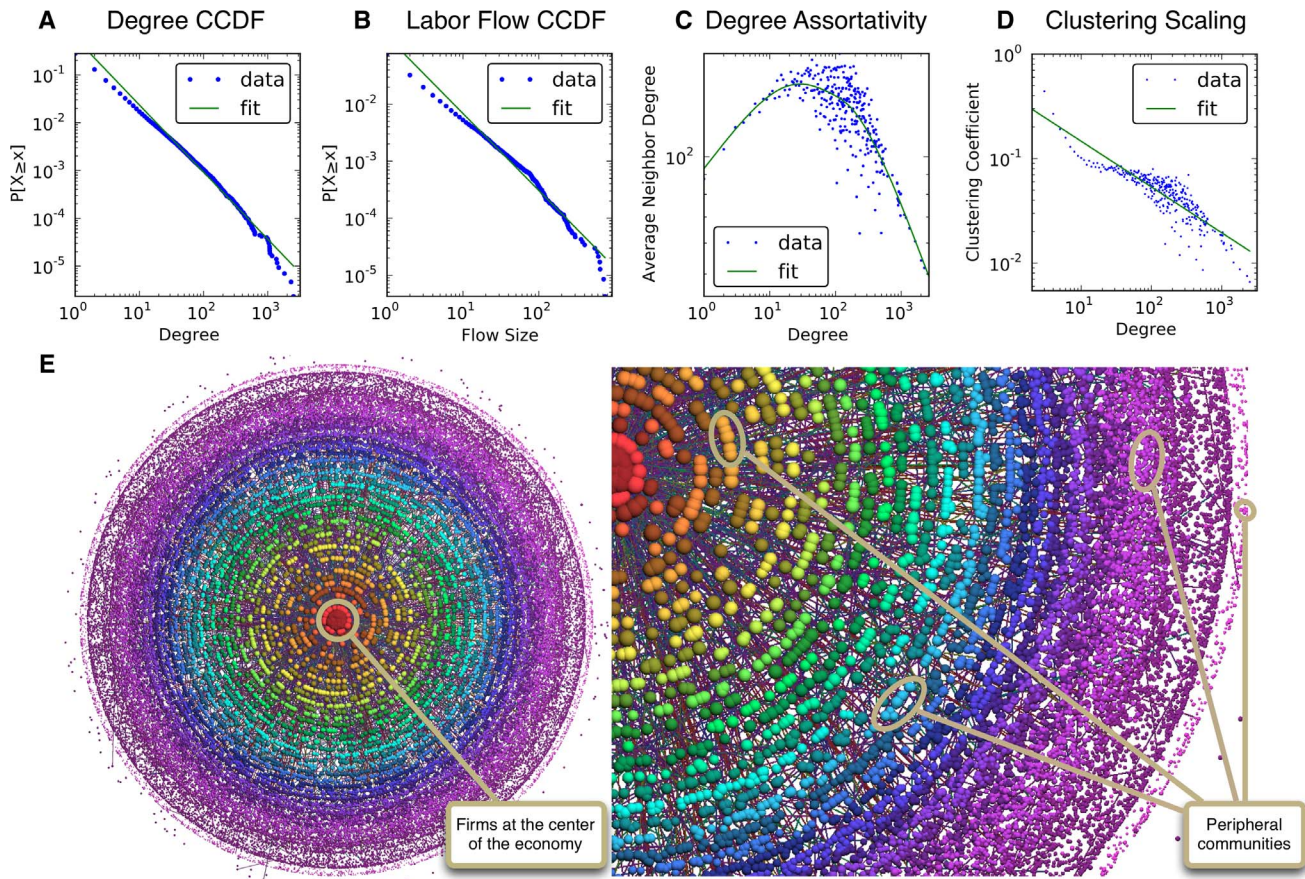 A Degree CCDF
P[X≥x]
10⁻¹
10⁻²
10⁻³
10⁻⁴
10⁻⁵
data
fit
10⁰ 10¹ 10² 10³
Degree
B Labor Flow CCDF
P[X≥x]
10⁻²
10⁻³
10⁻⁴
10⁻⁵
data
fit
10⁰ 10¹ 10²
Flow Size
C Degree Assortativity
Average Neighbor Degree
10²
data
fit
10⁰ 10¹ 10² 10³
Degree
D Clustering Scaling
Clustering Coefficient
10⁰
10⁻¹
10⁻²
data
fit
10¹ 10² 10³
Degree
E
Firms at the center
of the economy
Peripheral
communities